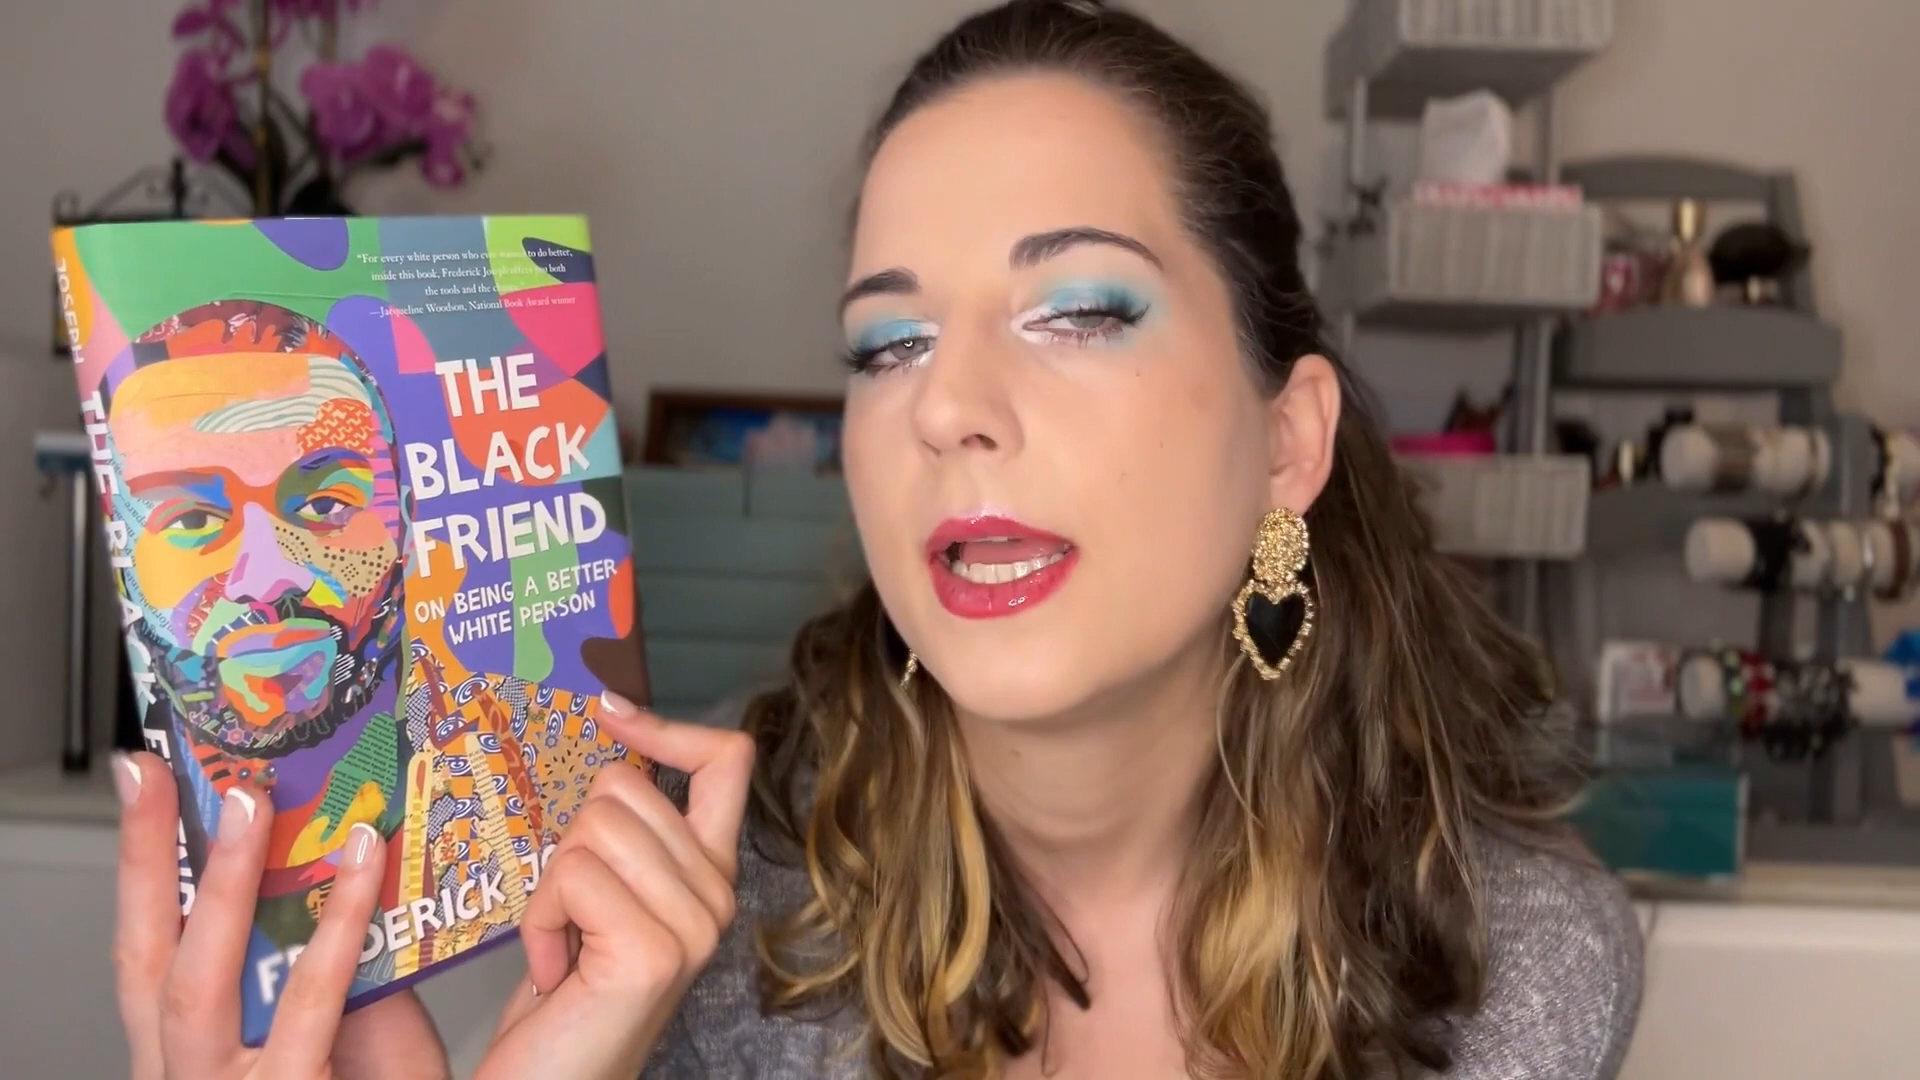 "For every white person who ever wanted to do better,
inside this book, Frederick Joseph offers you both
the tools and the
—Jacqueline Woodson, National Book Award winner
THE
BLACK
FRIEND
ON BEING A BETTER
WHITE PERSON
FREDERICK JO
JOSEPH
THE BLACK FRIEND